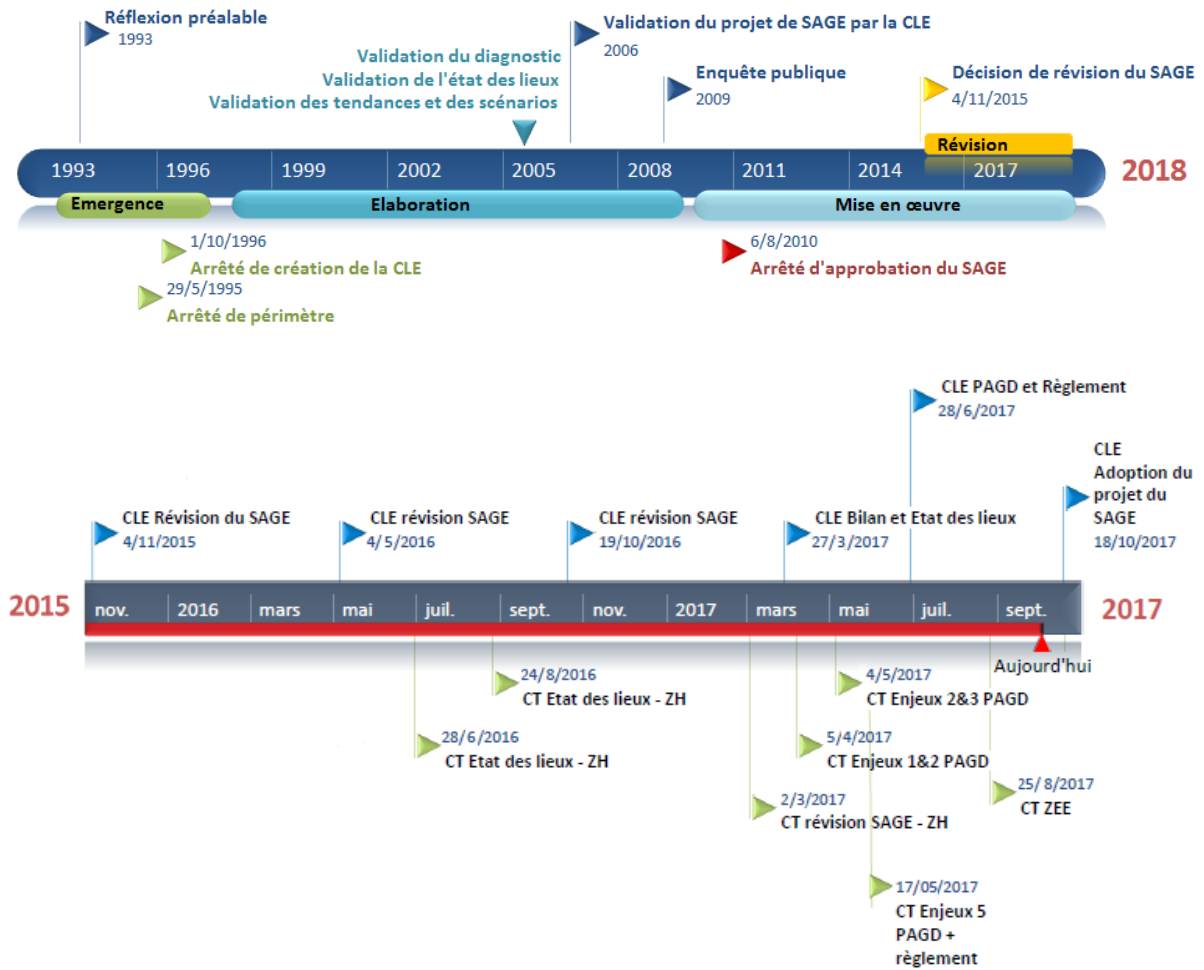 Réflexion préalable
1993
Validation du projet de SAGE par la CLE
2006
Validation du diagnostic
Validation de l'état des lieux
Validation des tendances et des scénarios
Enquête publique
2009
Décision de révision du SAGE
4/11/2015
Révision
1993 1996 1999 2002 2005 2008 2011 2014 2017 2018
Emergence Elaboration Mise en œuvre
1/10/1996
Arrêté de création de la CLE
29/5/1995
Arrêté de périmètre
6/8/2010
Arrêté d'approbation du SAGE
CLE PAGD et Règlement
28/6/2017
CLE
Adoption du
projet du
SAGE
18/10/2017
CLE Révision du SAGE
4/11/2015
CLE révision SAGE
4/5/2016
CLE révision SAGE
19/10/2016
CLE Bilan et Etat des lieux
27/3/2017
2015 nov. 2016 mars mai juil. sept. nov. 2017 mars mai juil. sept. 2017
Aujourd'hui
24/8/2016
CT Etat des lieux - ZH
28/6/2016
CT Etat des lieux - ZH
4/5/2017
CT Enjeux 2&3 PAGD
5/4/2017
CT Enjeux 1&2 PAGD
2/3/2017
CT révision SAGE - ZH
25/8/2017
CT ZEE
17/05/2017
CT Enjeux 5
PAGD +
règlement